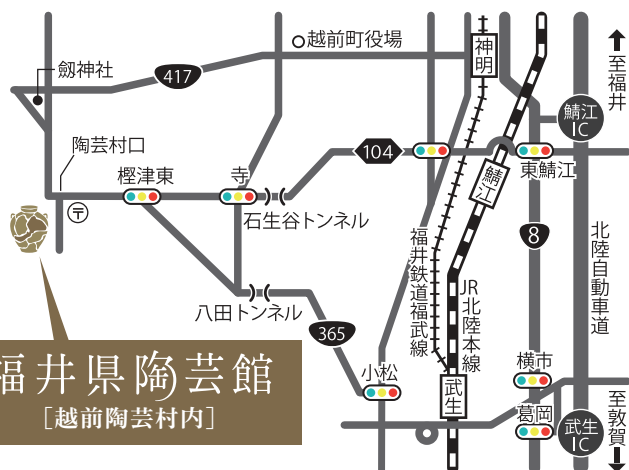 越前町役場
神明
至福井
劔神社
417
鯖江
IC
陶芸村口
104
東鯖江
樫津東
寺
鯖江
〒
石生谷トンネル
8
福井鉄道福武線
北陸自動車道
JR北陸本線
八田トンネル
365
福井県陶芸館
[越前陶芸村内]
小松
横市
武生
至敦賀
葛岡
武生
IC